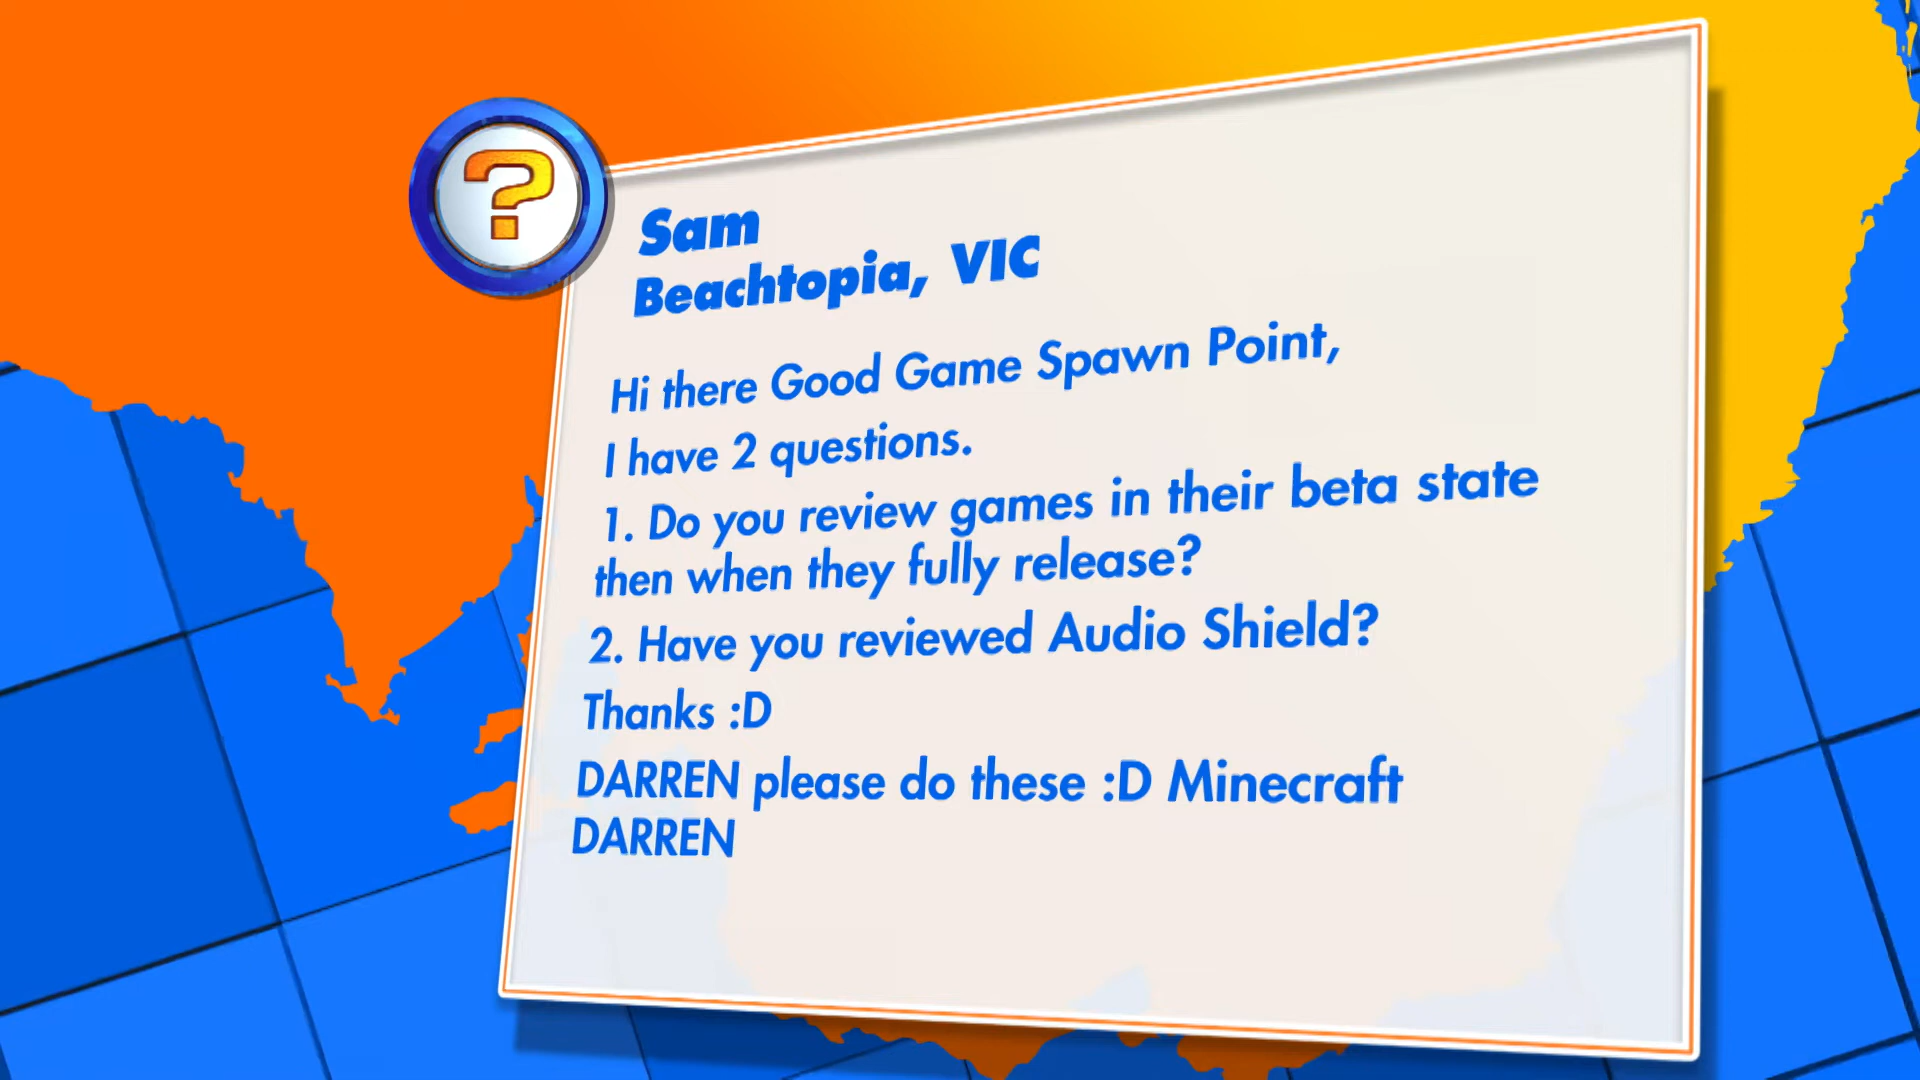 ?
Sam
Beachtopia, VIC
Hi there Good Game Spawn Point,
I have 2 questions.
1. Do you review games in their beta state
then when they fully release?
2. Have you reviewed Audio Shield?
Thanks :D
DARREN please do these :D Minecraft
DARREN